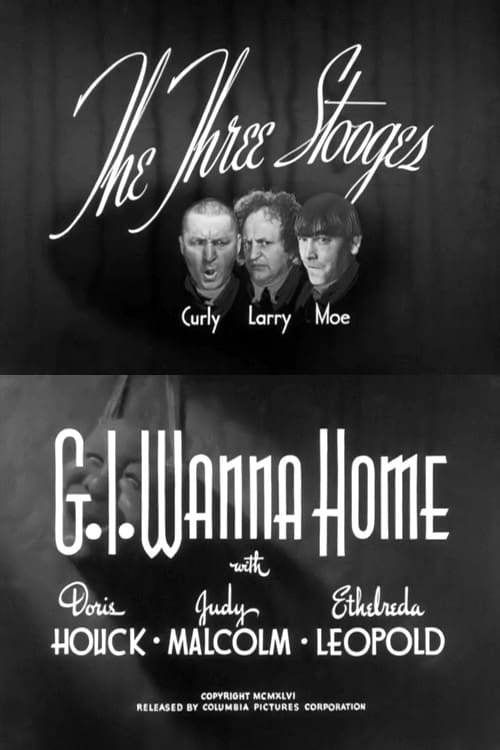 The Three Stooges
Curly Larry Moe
G.I. WANNA HOME
with
Doris Judy Ethelreda
HOUCK · MALCOLM · LEOPOLD
COPYRIGHT MCMXLVI
RELEASED BY COLUMBIA PICTURES CORPORATION